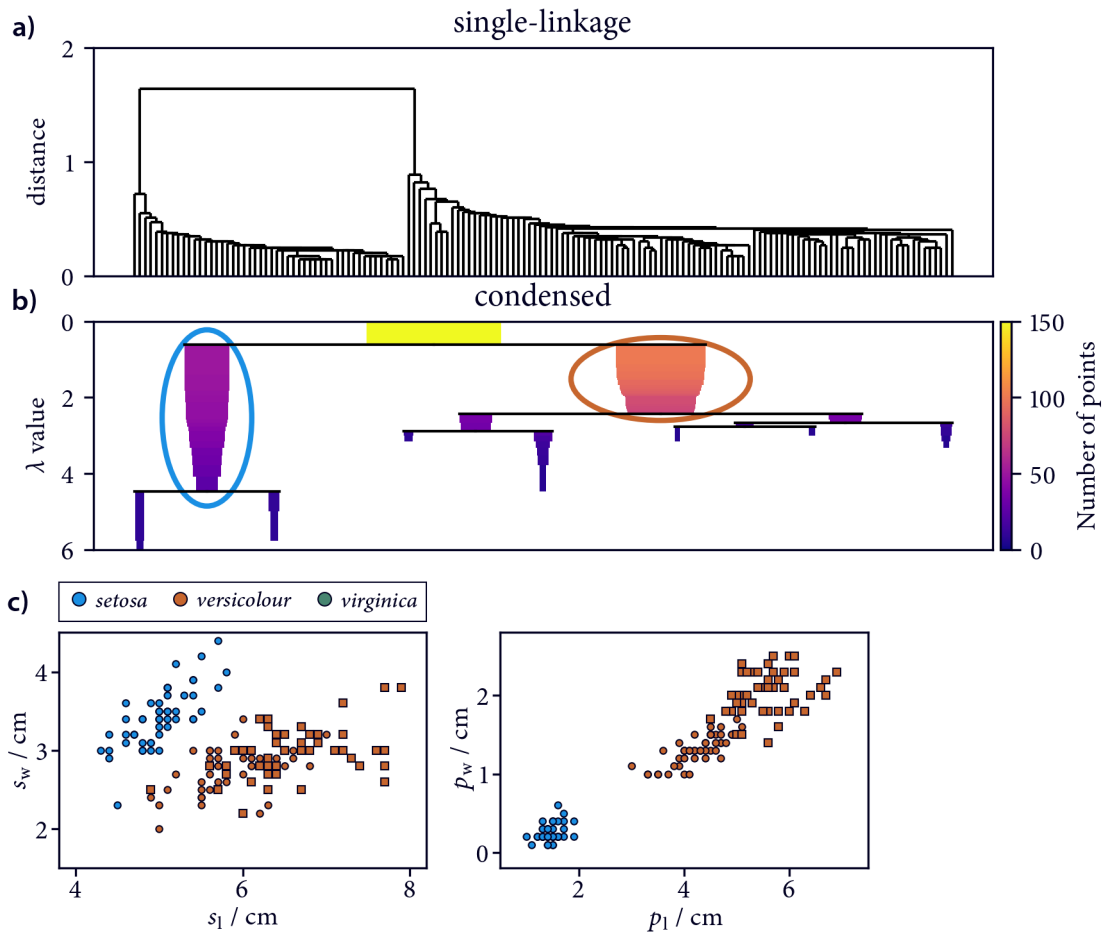 a)
single-linkage
2
1
0
distance
b)
condensed
0
2
4
6
λ value
150
100
50
0
Number of points
c)
setosa versicolour virginica
4
3
2
s_w / cm
4 6 8
s_l / cm
2
1
0
p_w / cm
2 4 6
p_l / cm